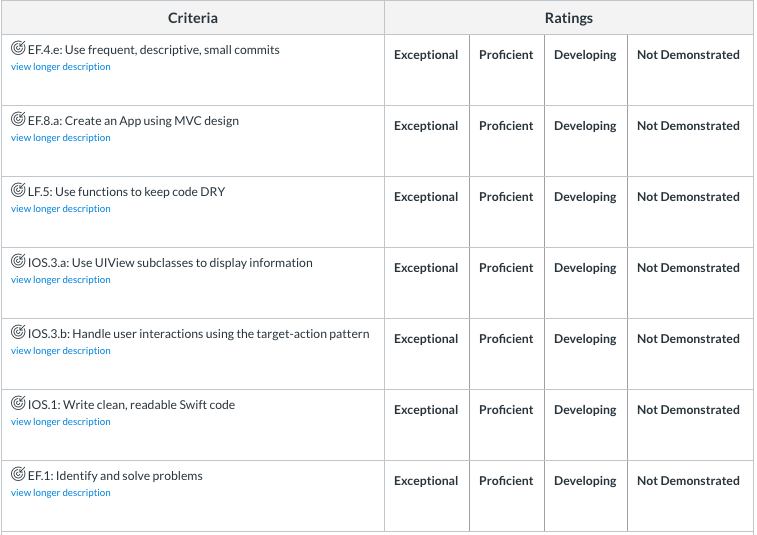 Criteria Ratings
EF.4.e: Use frequent, descriptive, small commits
view longer description
Exceptional Proficient Developing Not Demonstrated
EF.8.a: Create an App using MVC design
view longer description
Exceptional Proficient Developing Not Demonstrated
LF.5: Use functions to keep code DRY
view longer description
Exceptional Proficient Developing Not Demonstrated
IOS.3.a: Use UIView subclasses to display information
view longer description
Exceptional Proficient Developing Not Demonstrated
IOS.3.b: Handle user interactions using the target-action pattern
view longer description
Exceptional Proficient Developing Not Demonstrated
IOS.1: Write clean, readable Swift code
view longer description
Exceptional Proficient Developing Not Demonstrated
EF.1: Identify and solve problems
view longer description
Exceptional Proficient Developing Not Demonstrated